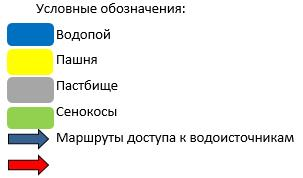 Условные обозначения:
Водопой
Пашня
Пастбище
Сенокосы
Маршруты доступа к водоисточникам